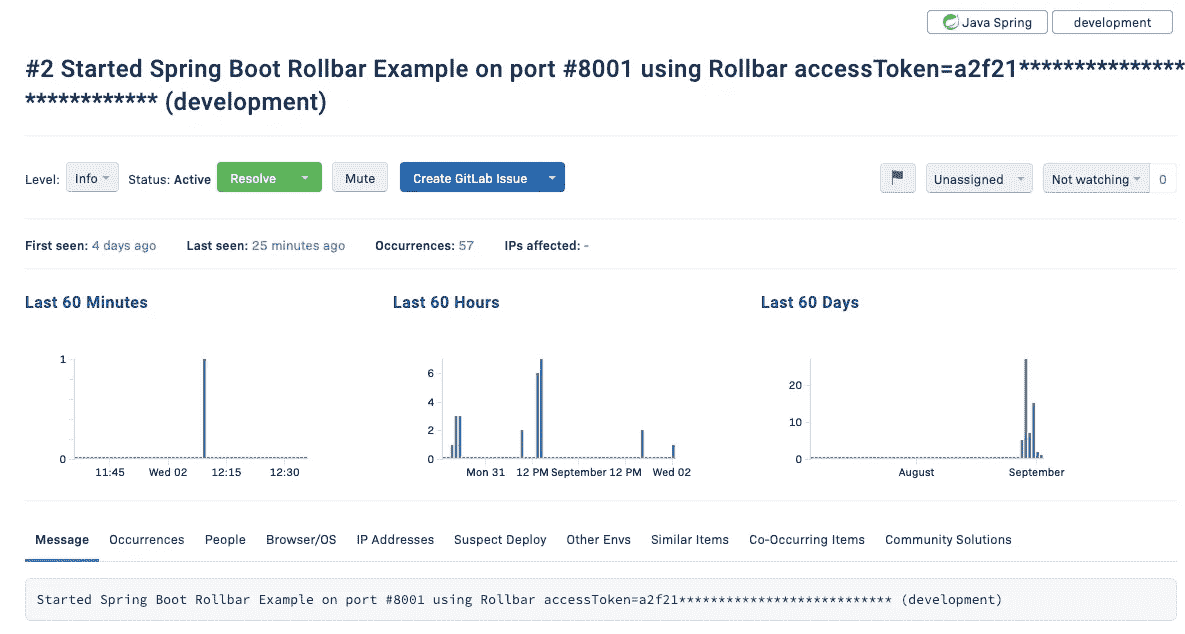 Java Spring development
#2 Started Spring Boot Rollbar Example on port #8001 using Rollbar accessToken=a2f21***************
************ (development)
Level: Info Status: Active Resolve Mute Create GitLab Issue Unassigned Not watching 0
First seen: 4 days ago Last seen: 25 minutes ago Occurrences: 57 IPs affected: -
Last 60 Minutes Last 60 Hours Last 60 Days
1
0
11:45 Wed 02 12:15 12:30
6
4
2
0
Mon 31 12 PM September 12 PM Wed 02
20
10
0
August September
Message Occurrences People Browser/OS IP Addresses Suspect Deploy Other Envs Similar Items Co-Occurring Items Community Solutions
Started Spring Boot Rollbar Example on port #8001 using Rollbar accessToken=a2f21*************************** (development)